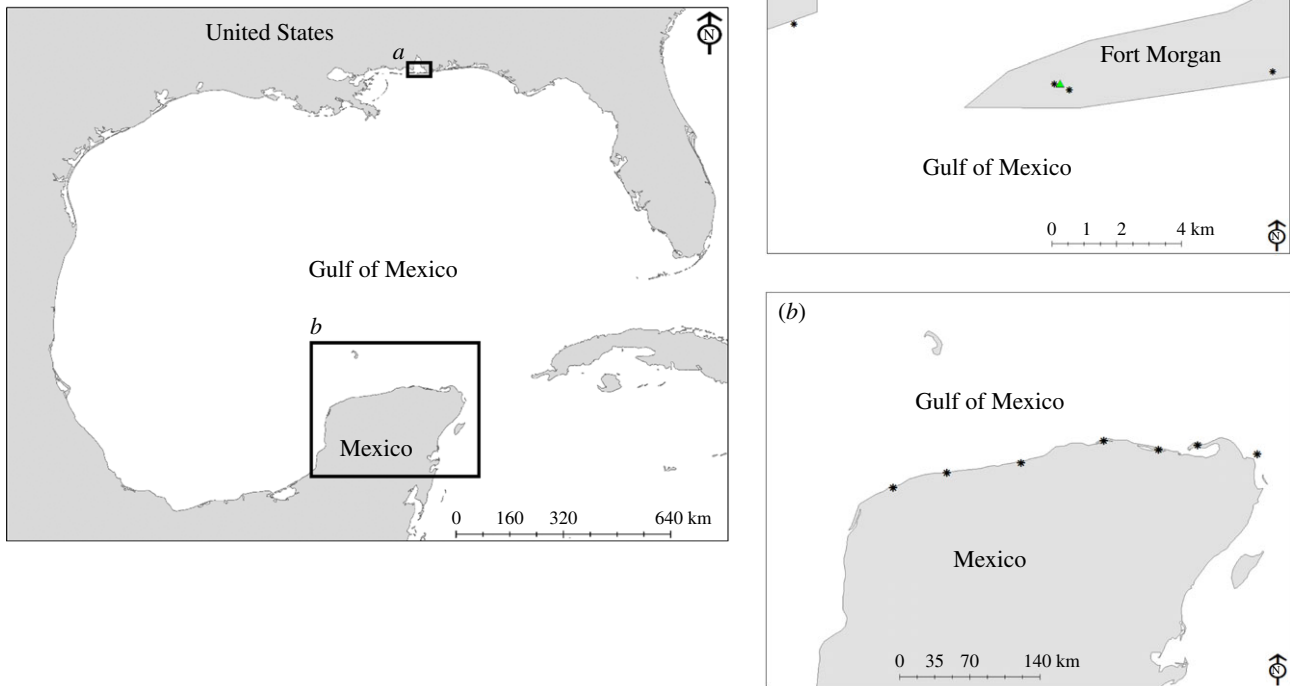 United States
a
N
Gulf of Mexico
b
Mexico
0 160 320 640 km
Fort Morgan
Gulf of Mexico
0 1 2 4 km
N
(b)
Gulf of Mexico
Mexico
0 35 70 140 km
N